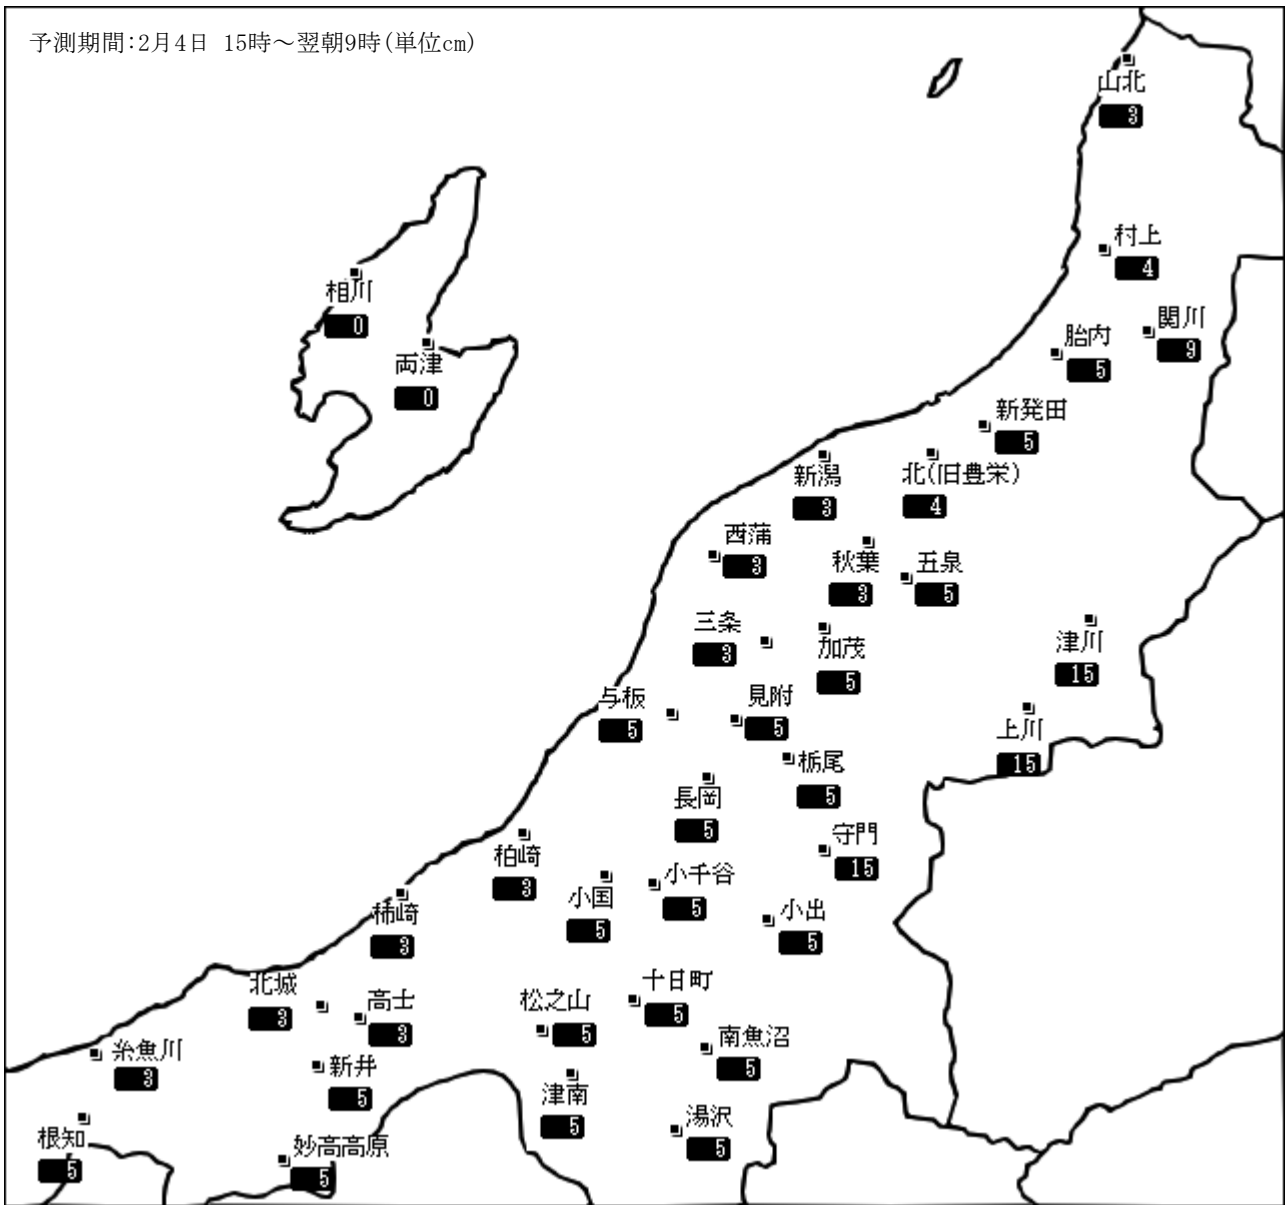 予測期間:2月4日 15時～翌朝9時(単位cm)
山北
3
村上
4
関川
9
胎内
5
相川
0
両津
0
新発田
5
新潟
3
北(旧豊栄)
4
西蒲
3
秋葉
3
五泉
5
三条
3
加茂
5
津川
15
与板
5
見附
5
上川
15
栃尾
5
長岡
5
守門
15
柏崎
3
小国
5
小千谷
5
小出
5
柿崎
3
北城
3
高士
3
松之山
5
十日町
5
南魚沼
5
糸魚川
3
新井
5
津南
5
湯沢
5
根知
5
妙高高原
5